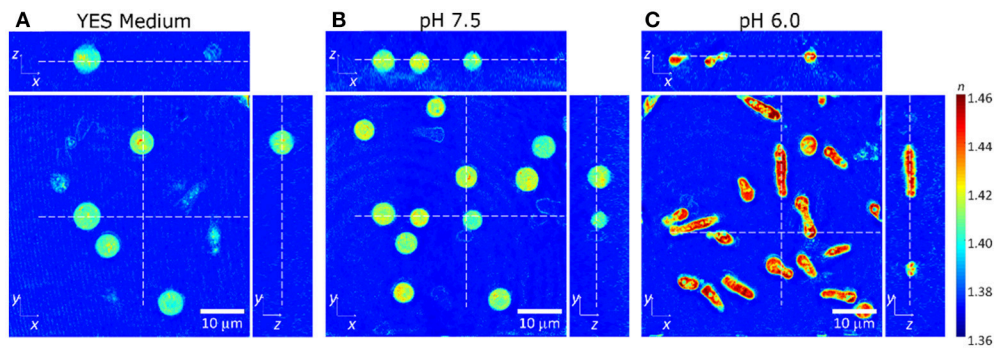 A YES Medium
B pH 7.5
C pH 6.0
z
x
z
x
z
x
n
1.46
1.44
1.42
1.40
1.38
1.36
y
x
10 μm
y
z
y
x
10 μm
y
z
y
x
10 μm
y
z